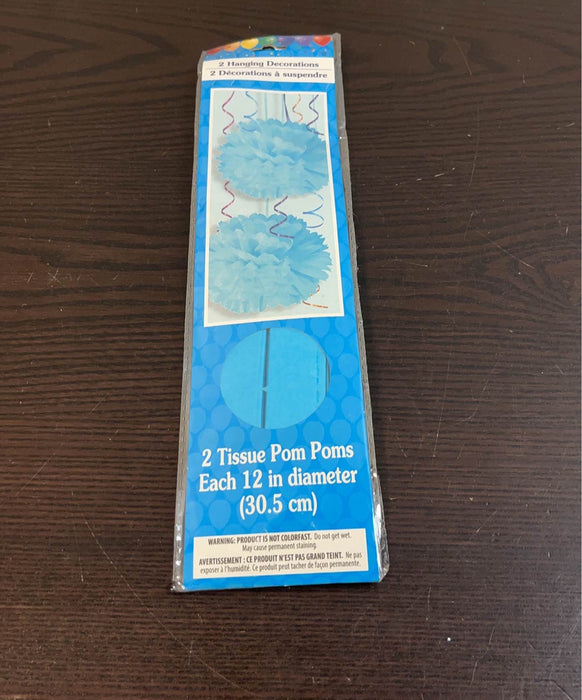 2 Hanging Decorations
2 Décorations à suspendre
2 Tissue Pom Poms
Each 12 in diameter
(30.5 cm)
WARNING: PRODUCT IS NOT COLORFAST. Do not get wet.
May cause permanent staining.
AVERTISSEMENT : CE PRODUIT N'EST PAS GRAND TEINT. Ne pas
exposer à l'humidité. Ce produit peut tacher de façon permanente.